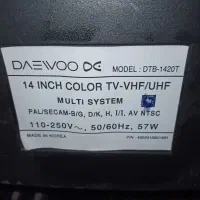 DAEWOO
MODEL: DTB-1420T
14 INCH COLOR TV-VHF/UHF
MULTI SYSTEM
PAL/SECAM-B/G, D/K, H, I/I, AV NTSC
110-250V~, 50/60Hz, 57W
MADE IN KOREA
P/N :